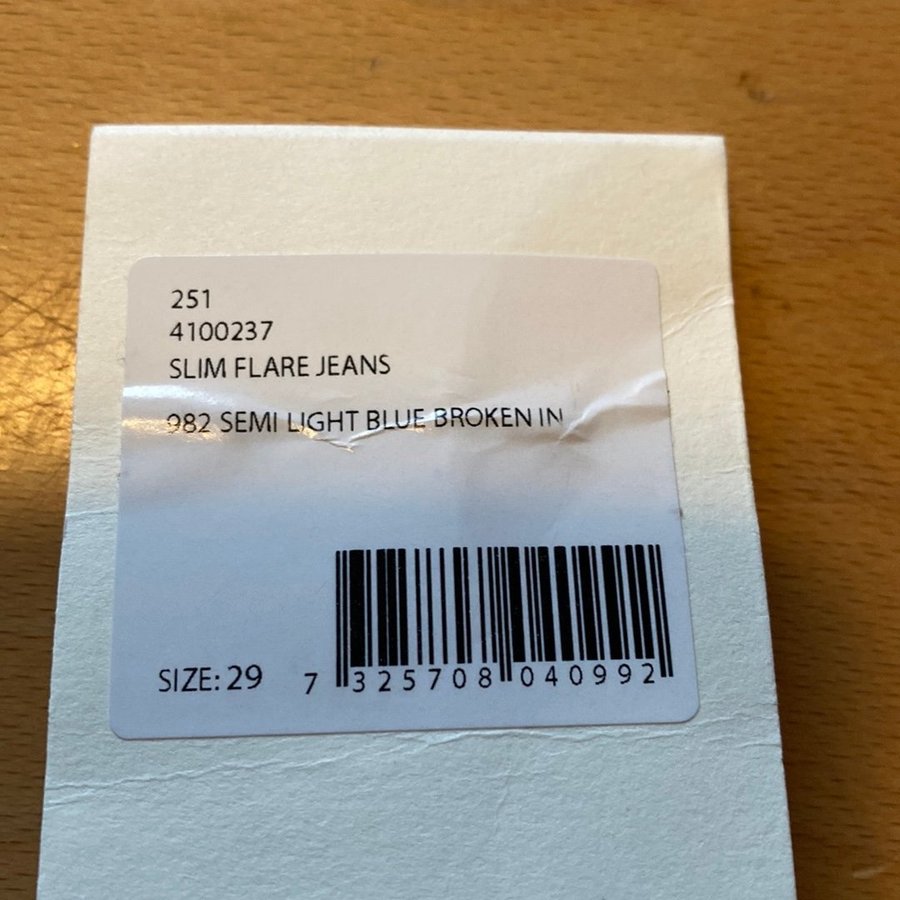 251
4100237
SLIM FLARE JEANS
982 SEMI LIGHT BLUE BROKEN IN
SIZE: 29
7 325708 040992